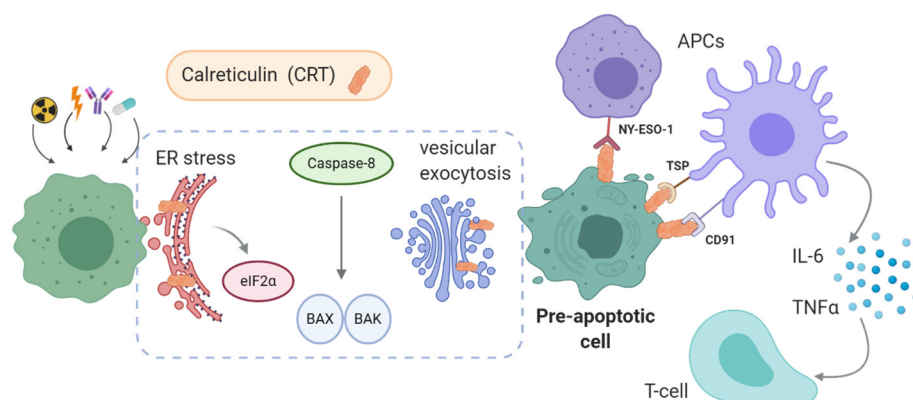 Calreticulin (CRT)
ER stress
eIF2α
Caspase-8
BAX
BAK
vesicular
exocytosis
APCs
NY-ESO-1
TSP
CD91
Pre-apoptotic
cell
IL-6
TNFα
T-cell